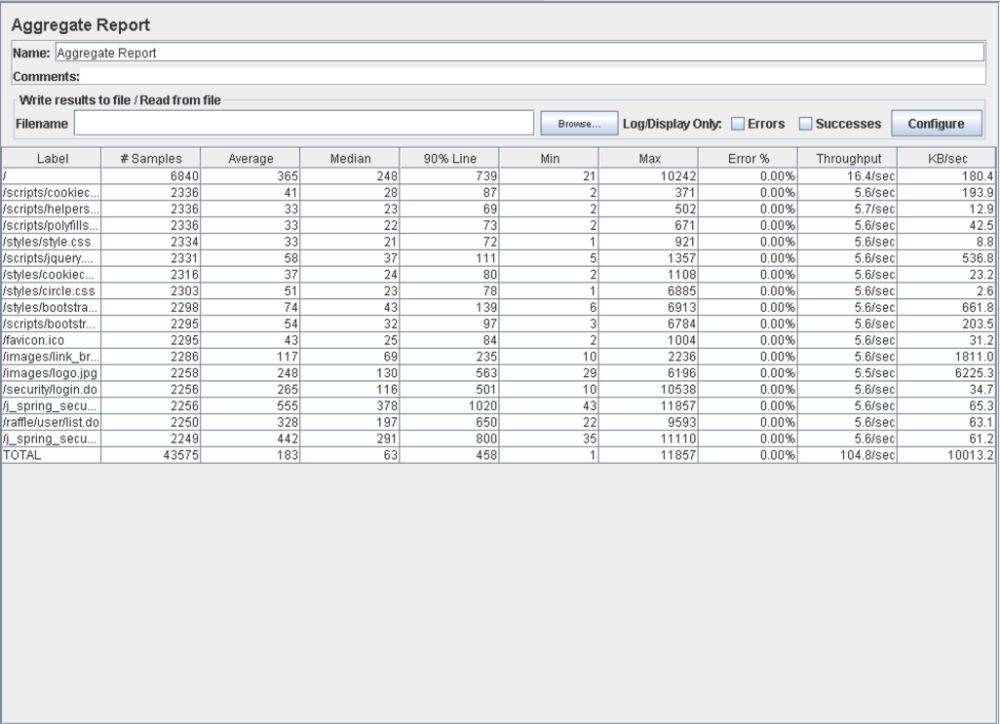 Aggregate Report
Name: Aggregate Report
Comments:
Write results to file / Read from file
Filename Browse... Log/Display Only: Errors Successes Configure
Label # Samples Average Median 90% Line Min Max Error % Throughput KB/sec
/ 6840 365 248 739 21 10242 0.00% 16.4/sec 180.4
/scripts/cookiec... 2336 41 28 87 2 371 0.00% 5.6/sec 193.9
/scripts/helpers... 2336 33 23 69 2 502 0.00% 5.7/sec 12.9
/scripts/polyfills... 2336 33 22 73 2 671 0.00% 5.6/sec 42.5
/styles/style.css 2334 33 21 72 1 921 0.00% 5.6/sec 8.8
/scripts/jquery.... 2331 58 37 111 5 1357 0.00% 5.6/sec 536.8
/styles/cookiec... 2316 37 24 80 2 1108 0.00% 5.6/sec 23.2
/styles/circle.css 2303 51 23 78 1 6885 0.00% 5.6/sec 2.6
/styles/bootstra... 2298 74 43 139 6 6913 0.00% 5.6/sec 661.8
/scripts/bootstr... 2295 54 32 97 3 6784 0.00% 5.6/sec 203.5
/favicon.ico 2295 43 25 84 2 1004 0.00% 5.6/sec 31.2
/images/link_br... 2286 117 69 235 10 2236 0.00% 5.6/sec 1811.0
/images/logo.jpg 2258 248 130 563 29 6196 0.00% 5.5/sec 6225.3
/security/login.do 2256 265 116 501 10 10538 0.00% 5.6/sec 34.7
/j_spring_secu... 2256 555 378 1020 43 11857 0.00% 5.6/sec 65.3
/raffle/user/list.do 2250 328 197 650 22 9593 0.00% 5.6/sec 63.1
/j_spring_secu... 2249 442 291 800 35 11110 0.00% 5.6/sec 61.2
TOTAL 43575 183 63 458 1 11857 0.00% 104.8/sec 10013.2